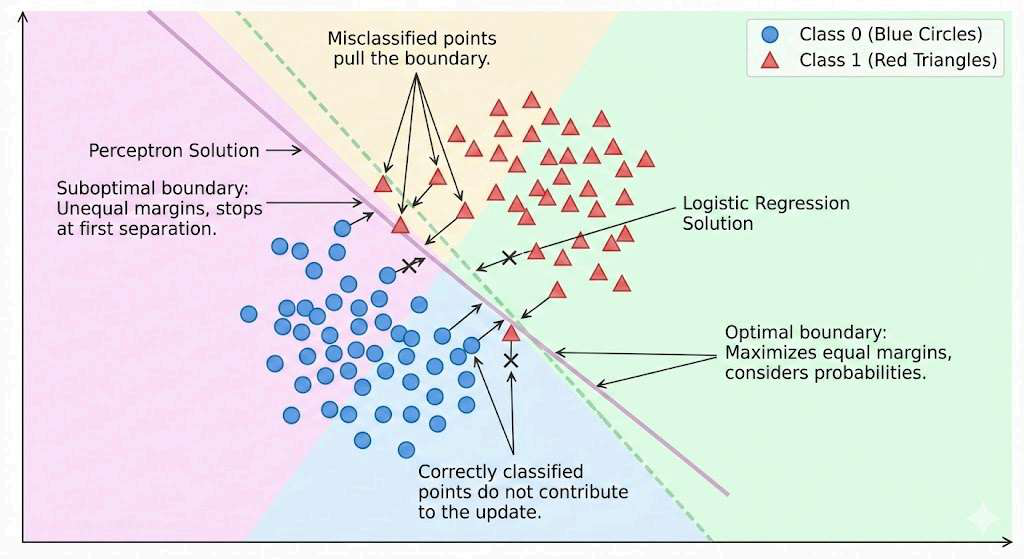 Misclassified points
pull the boundary.
Class 0 (Blue Circles)
Class 1 (Red Triangles)
Perceptron Solution
Suboptimal boundary:
Unequal margins, stops
at first separation.
Logistic Regression
Solution
Optimal boundary:
Maximizes equal margins,
considers probabilities.
Correctly classified
points do not contribute
to the update.